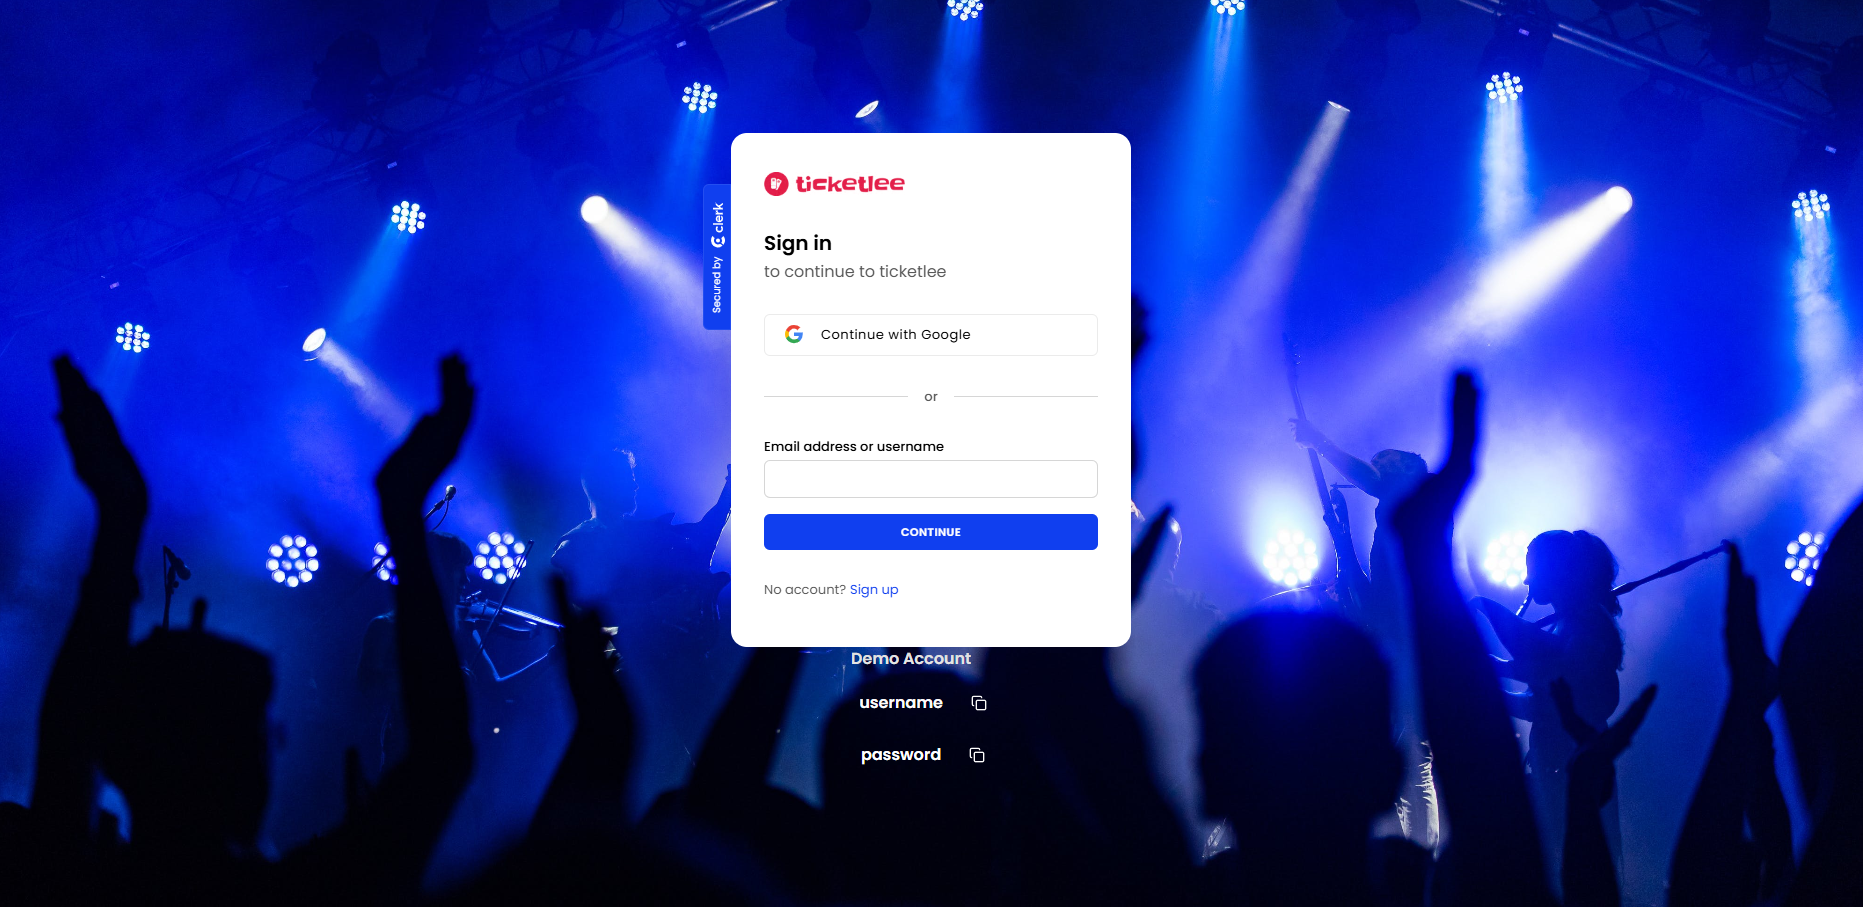 ticketlee
Secured by clerk
Sign in
to continue to ticketlee
Continue with Google
or
Email address or username
CONTINUE
No account? Sign up
Demo Account
username
password